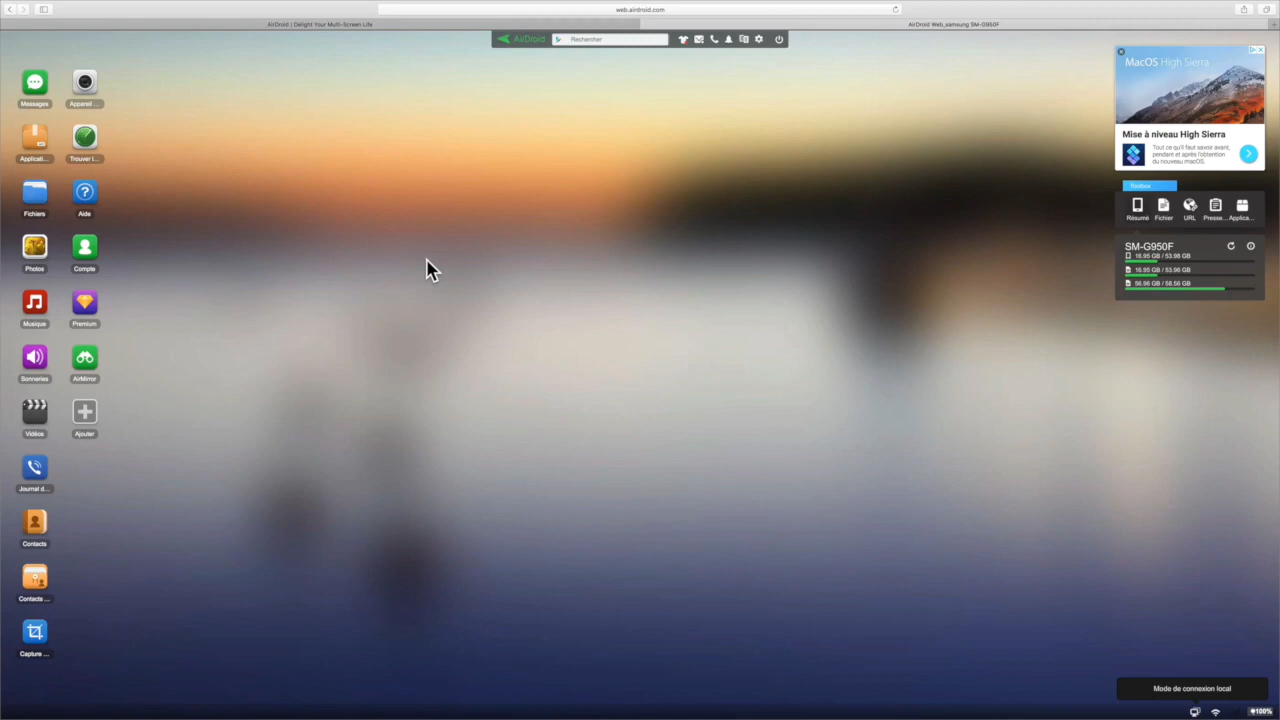 web.airdroid.com
AirDroid | Delight Your Multi-Screen Life
AirDroid Web_samsung SM-G950F
AirDroid
Rechercher
Messages
Appareil ...
Applicati...
Trouver l...
Fichiers
Aide
Photos
Compte
Musique
Premium
Sonneries
AirMirror
Vidéos
Ajouter
Journal d...
Contacts
Contacts ...
Capture ...
MacOS High Sierra
Mise à niveau High Sierra
Tout ce qu'il faut savoir avant,
pendant et après l'obtention
du nouveau macOS.
Toolbox
Résumé
Fichier
URL
Presse...
Applica...
SM-G950F
16.95 GB / 53.98 GB
16.95 GB / 53.96 GB
56.96 GB / 58.56 GB
Mode de connexion local
100%